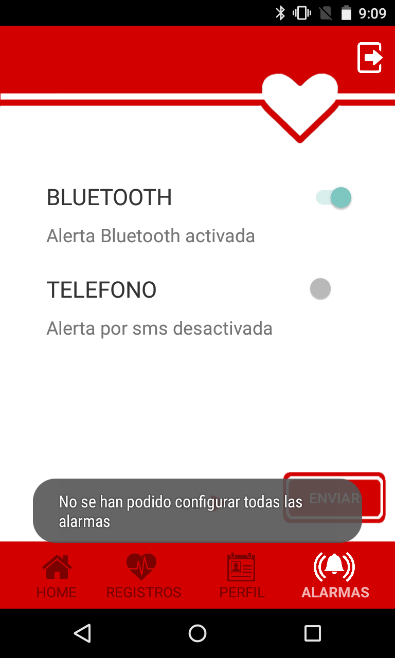 9:09
BLUETOOTH
Alerta Bluetooth activada
TELEFONO
Alerta por sms desactivada
ENVIAR
No se han podido configurar todas las
alarmas
HOME
REGISTROS
PERFIL
ALARMAS